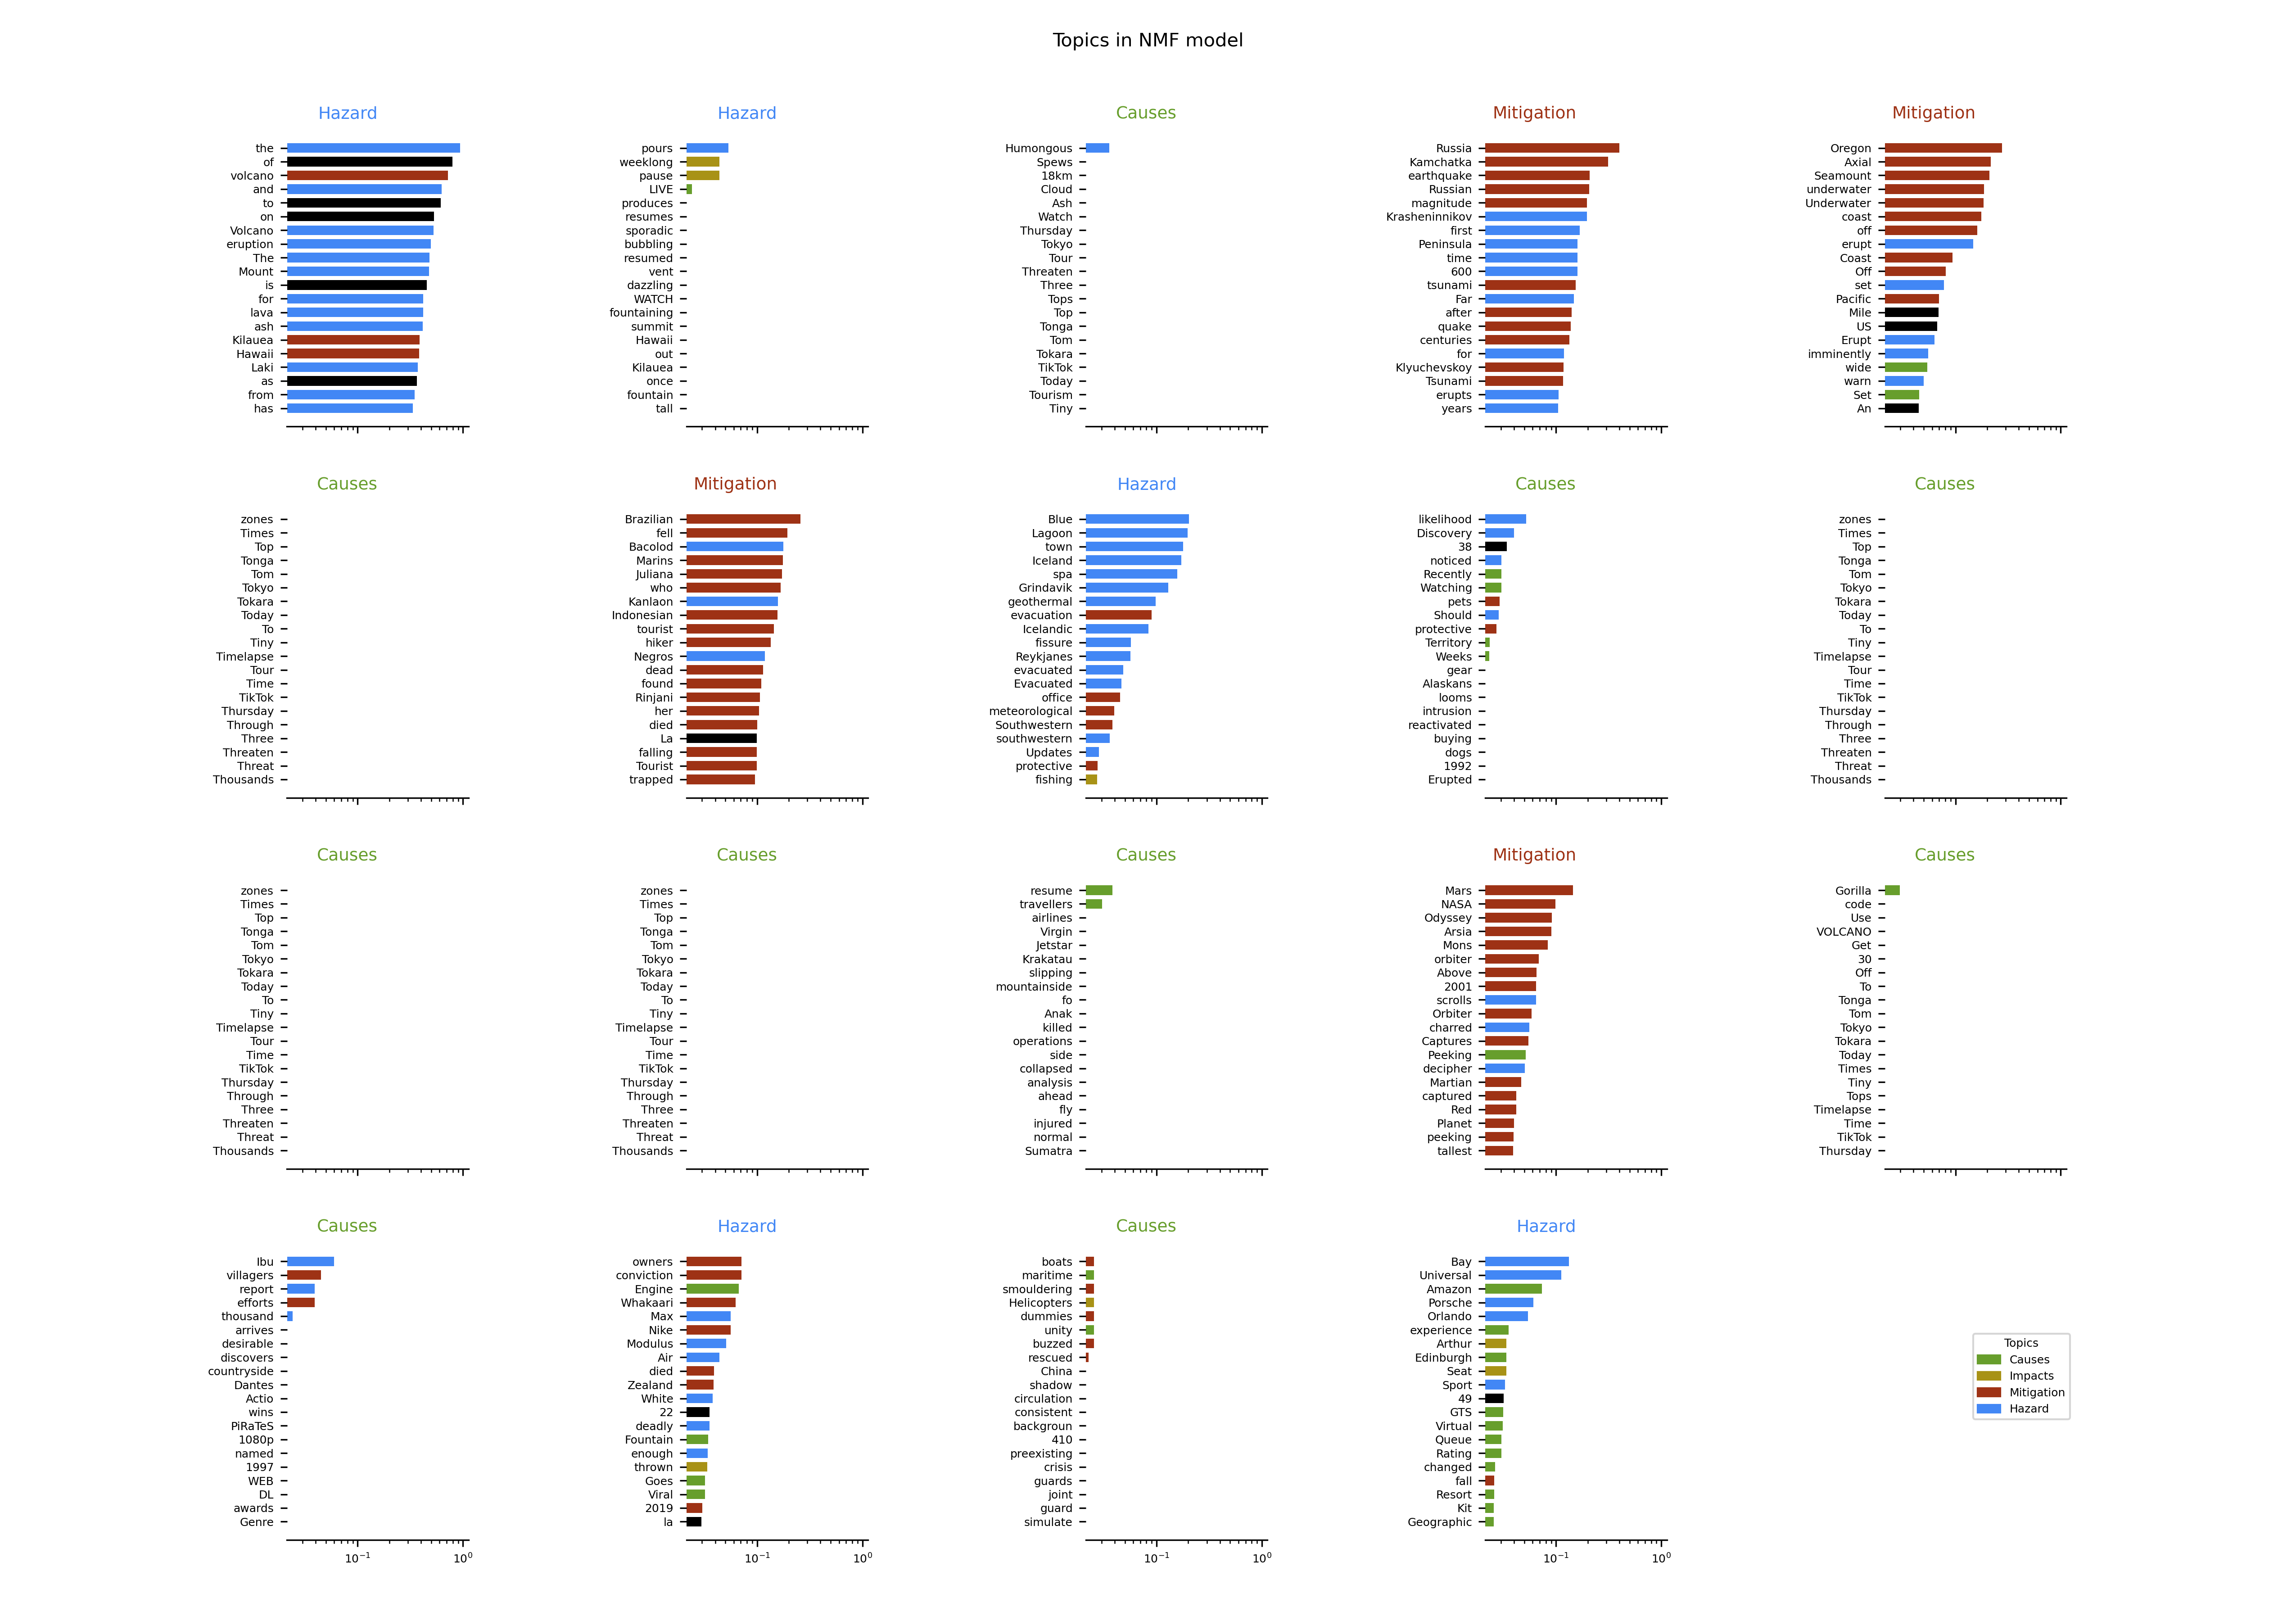 Topics in NMF model
Hazard
the
of
volcano
and
to
on
Volcano
eruption
The
Mount
is
for
lava
ash
Kilauea
Hawaii
Laki
as
from
has
Hazard
pours
weeklong
pause
LIVE
produces
resumes
sporadic
bubbling
resumed
vent
dazzling
WATCH
fountaining
summit
Hawaii
out
Kilauea
once
fountain
tall
Causes
Humongous
Spews
18km
Cloud
Ash
Watch
Thursday
Tokyo
Tour
Threaten
Three
Tops
Top
Tonga
Tom
Tokara
TikTok
Today
Tourism
Tiny
Mitigation
Russia
Kamchatka
earthquake
Russian
magnitude
Krasheninnikov
first
Peninsula
time
600
tsunami
Far
after
quake
centuries
for
Klyuchevskoy
Tsunami
erupts
years
Mitigation
Oregon
Axial
Seamount
underwater
Underwater
coast
off
erupt
Coast
Off
set
Pacific
Mile
US
Erupt
imminently
wide
warn
Set
An
Causes
zones
Times
Top
Tonga
Tom
Tokyo
Tokara
Today
To
Tiny
Timelapse
Tour
Time
TikTok
Thursday
Through
Three
Threaten
Threat
Thousands
Mitigation
Brazilian
fell
Bacolod
Marins
Juliana
who
Kanlaon
Indonesian
tourist
hiker
Negros
dead
found
Rinjani
her
died
La
falling
Tourist
trapped
Hazard
Blue
Lagoon
town
Iceland
spa
Grindavik
geothermal
evacuation
Icelandic
fissure
Reykjanes
evacuated
Evacuated
office
meteorological
Southwestern
southwestern
Updates
protective
fishing
Causes
likelihood
Discovery
38
noticed
Recently
Watching
pets
Should
protective
Territory
Weeks
gear
Alaskans
looms
intrusion
reactivated
buying
dogs
1992
Erupted
Causes
zones
Times
Top
Tonga
Tom
Tokyo
Tokara
Today
To
Tiny
Timelapse
Tour
Time
TikTok
Thursday
Through
Three
Threaten
Threat
Thousands
Causes
zones
Times
Top
Tonga
Tom
Tokyo
Tokara
Today
To
Tiny
Timelapse
Tour
Time
TikTok
Thursday
Through
Three
Threaten
Threat
Thousands
Causes
zones
Times
Top
Tonga
Tom
Tokyo
Tokara
Today
To
Tiny
Timelapse
Tour
Time
TikTok
Thursday
Through
Three
Threaten
Threat
Thousands
Causes
resume
travellers
airlines
Virgin
Jetstar
Krakatau
slipping
mountainside
fo
Anak
killed
operations
side
collapsed
analysis
ahead
fly
injured
normal
Sumatra
Mitigation
Mars
NASA
Odyssey
Arsia
Mons
orbiter
Above
2001
scrolls
Orbiter
charred
Captures
Peeking
decipher
Martian
captured
Red
Planet
peeking
tallest
Causes
Gorilla
code
Use
VOLCANO
Get
30
Off
To
Tonga
Tom
Tokyo
Tokara
Today
Times
Tiny
Tops
Timelapse
Time
TikTok
Thursday
Causes
Ibu
villagers
report
efforts
thousand
arrives
desirable
discovers
countryside
Dantes
Actio
wins
PiRaTeS
1080p
named
1997
WEB
DL
awards
Genre
10⁻¹ 10⁰
Hazard
owners
conviction
Engine
Whakaari
Max
Nike
Modulus
Air
died
Zealand
White
22
deadly
Fountain
enough
thrown
Goes
Viral
2019
la
10⁻¹ 10⁰
Causes
boats
maritime
smouldering
Helicopters
dummies
unity
buzzed
rescued
China
shadow
circulation
consistent
backgroun
410
preexisting
crisis
guards
joint
guard
simulate
10⁻¹ 10⁰
Hazard
Bay
Universal
Amazon
Porsche
Orlando
experience
Arthur
Edinburgh
Seat
Sport
49
GTS
Virtual
Queue
Rating
changed
fall
Resort
Kit
Geographic
10⁻¹ 10⁰
Topics
Causes
Impacts
Mitigation
Hazard